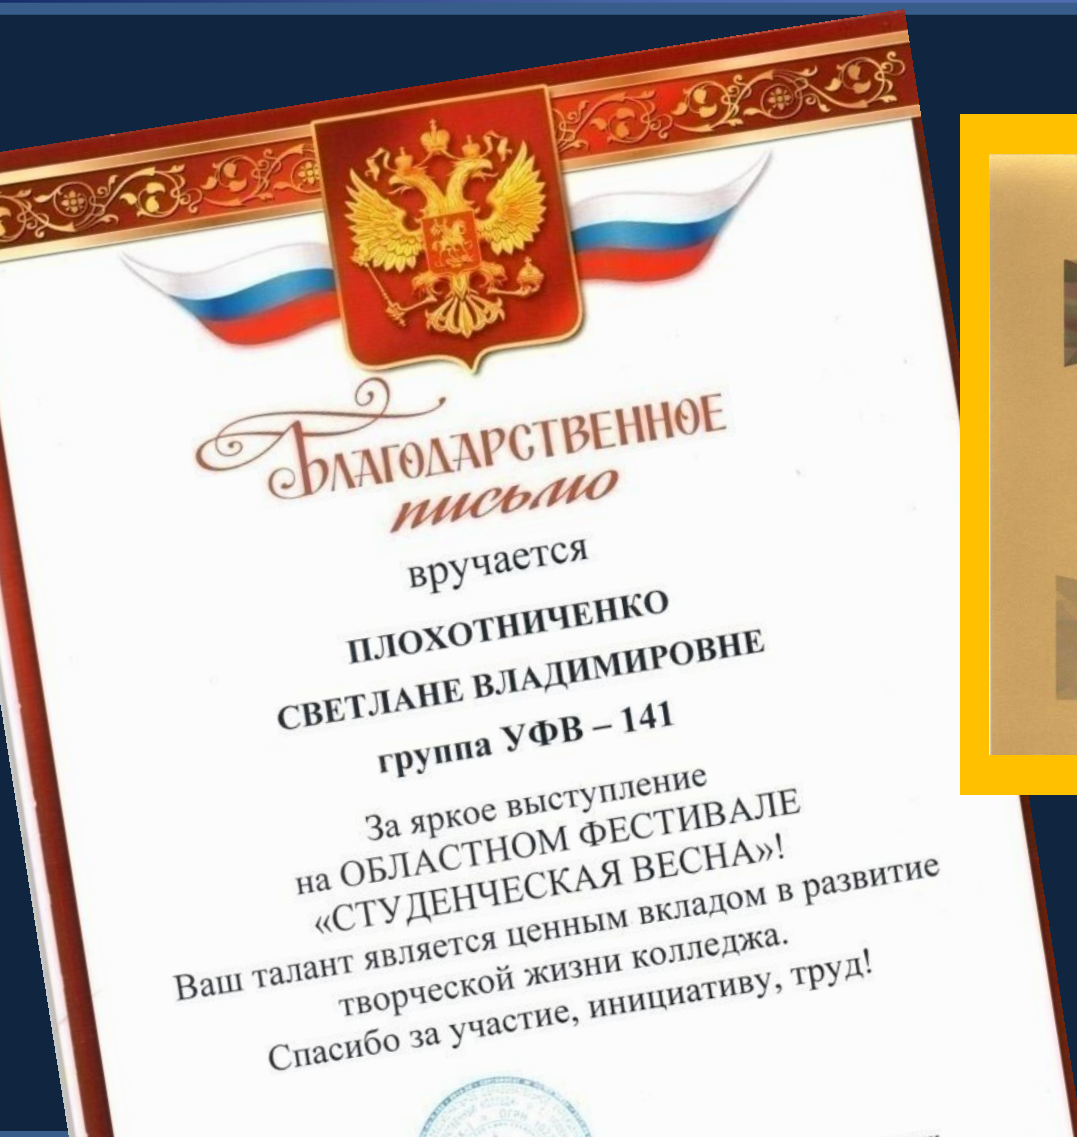 БЛАГОДАРСТВЕННОЕ
письмо
вручается
ПЛОХОТНИЧЕНКО
СВЕТЛАНЕ ВЛАДИМИРОВНЕ
группа УФВ – 141
За яркое выступление
на ОБЛАСТНОМ ФЕСТИВАЛЕ
«СТУДЕНЧЕСКАЯ ВЕСНА»!
Ваш талант является ценным вкладом в развитие
творческой жизни колледжа.
Спасибо за участие, инициативу, труд!